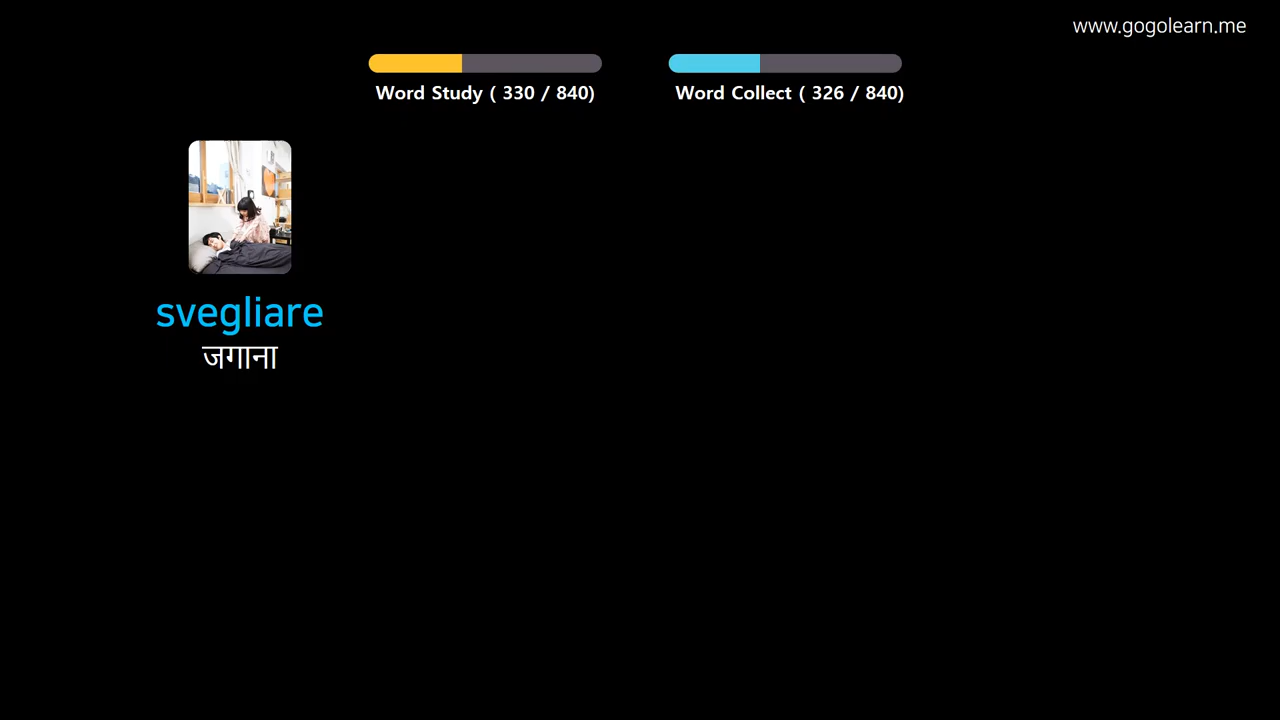 www.gogolearn.me
Word Study ( 330 / 840)
Word Collect ( 326 / 840)
svegliare
जगाना